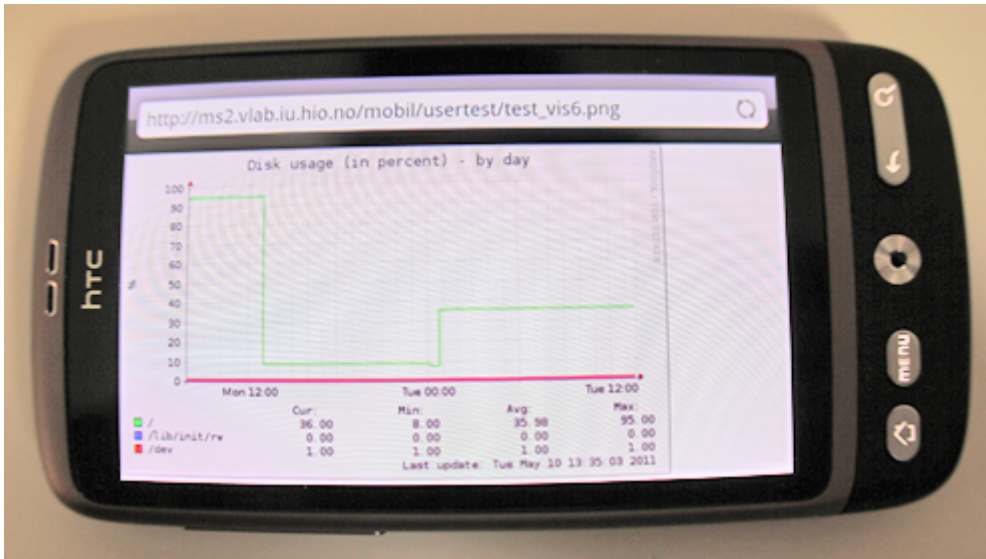 http://ms2.vlab.iu.hio.no/mobil/usertest/test_vis6.png
Disk usage (in percent) - by day
100
90
80
70
60
50
40
30
20
10
0
%
Mon 12:00 Tue 00:00 Tue 12:00
Cur: Min: Avg: Max:
/ 36.00 8.00 35.98 95.00
/lib/init/rw 0.00 0.00 0.00 0.00
/dev 1.00 1.00 1.00 1.00
Last update: Tue May 10 13:35:03 2011
hTC
MENU